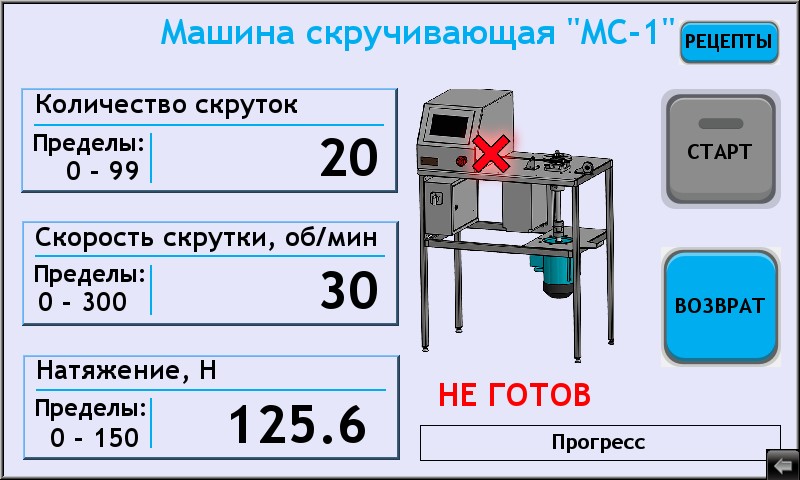 Машина скручивающая "МС-1"
РЕЦЕПТЫ
Количество скруток
Пределы:
0 - 99
20
СТАРТ
Скорость скрутки, об/мин
Пределы:
0 - 300
30
ВОЗВРАТ
Натяжение, Н
Пределы:
0 - 150
125.6
НЕ ГОТОВ
Прогресс